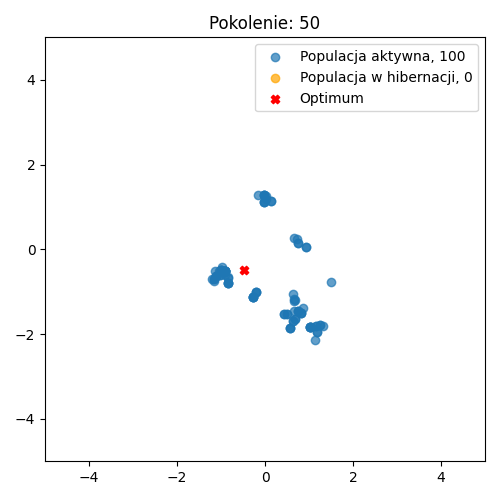 Pokolenie: 50
Populacja aktywna, 100
Populacja w hibernacji, 0
Optimum
4
2
0
−2
−4
−4 −2 0 2 4